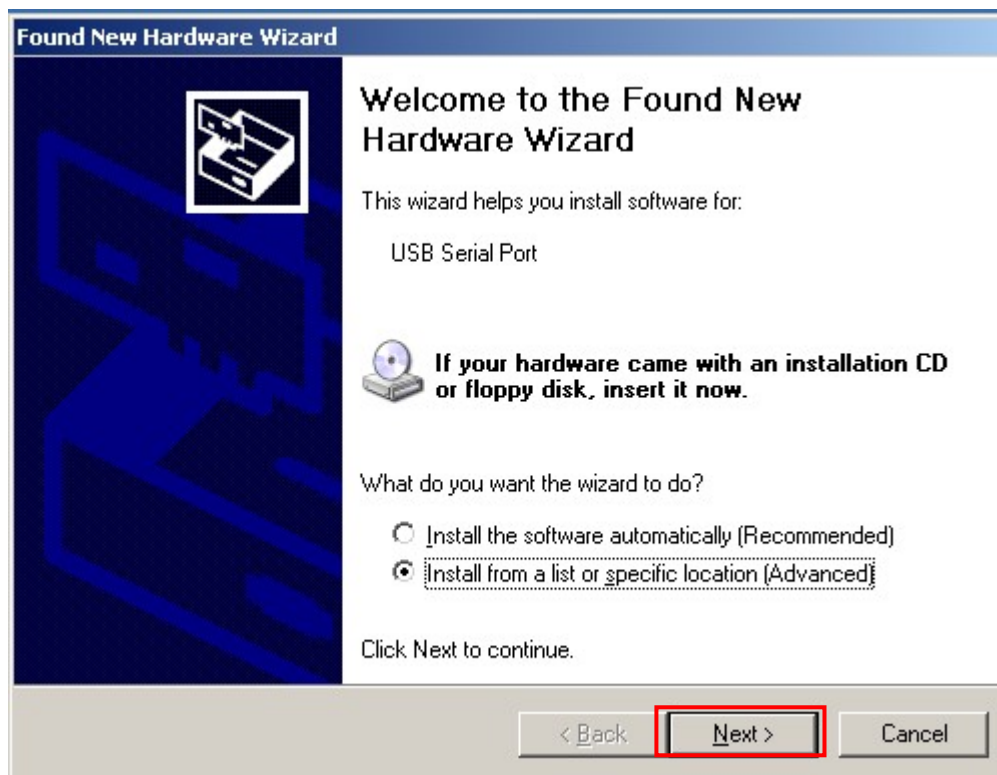 Found New Hardware Wizard
Welcome to the Found New
Hardware Wizard
This wizard helps you install software for:
USB Serial Port
If your hardware came with an installation CD
or floppy disk, insert it now.
What do you want the wizard to do?
Install the software automatically (Recommended)
Install from a list or specific location (Advanced)
Click Next to continue.
< Back Next > Cancel